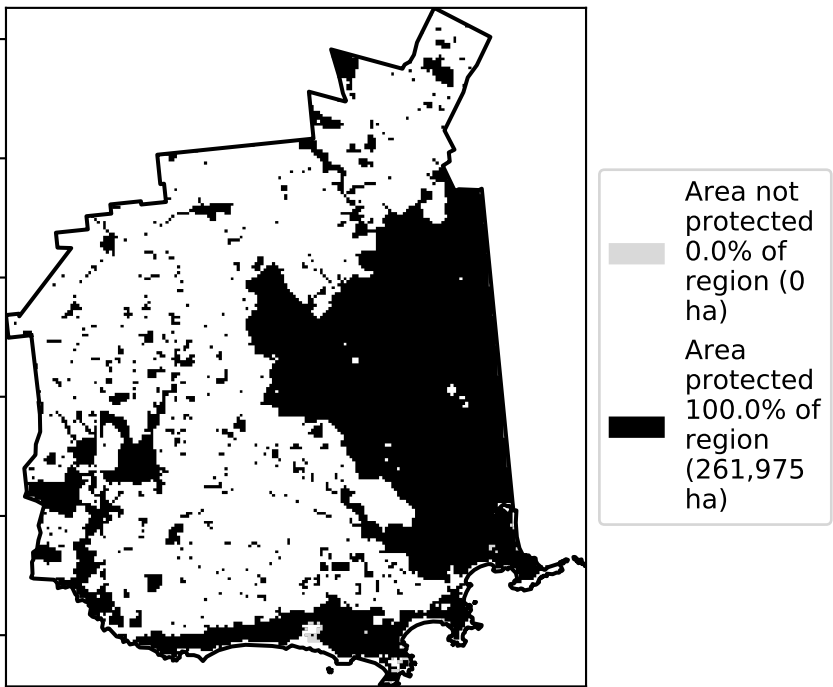 Area not
protected
0.0% of
region (0
ha)
Area
protected
100.0% of
region
(261,975
ha)